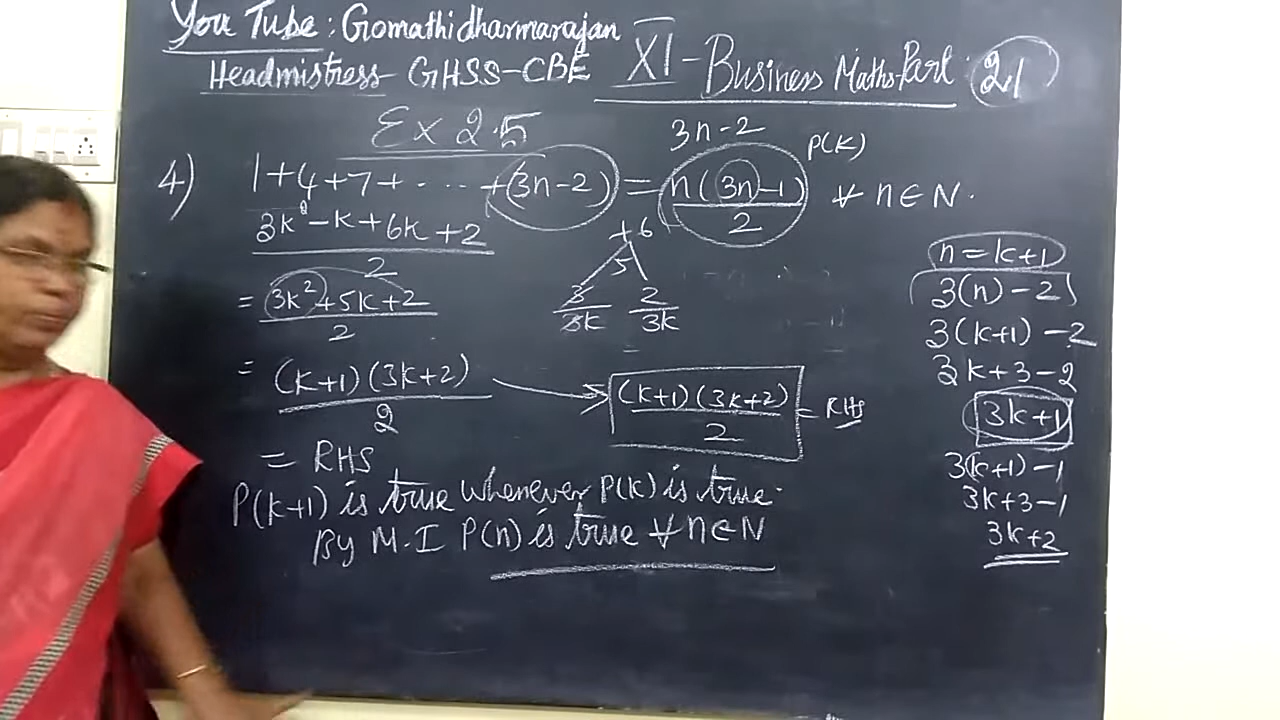 You Tube: Gomathidharmarajan
Headmistress - GHSS-CBE XI - Business Maths-Part : 21
Ex 2.5
4) 1+4+7+ . . . . +(3n-2) = n(3n-1)/2 ∀ n∈N.
3n-2
P(K)
3k²-k+6k+2/2
= 3k²+5k+2/2
= (k+1)(3k+2)/2
= RHS
+6
5
3/3k 2/3k
(k+1)(3k+2)/2 = RHS
P(k+1) is true whenever P(k) is true.
By M.I P(n) is true ∀ n∈N
n=k+1
3(n)-2
3(k+1)-2
3k+3-2
3k+1
3(k+1)-1
3k+3-1
3k+2